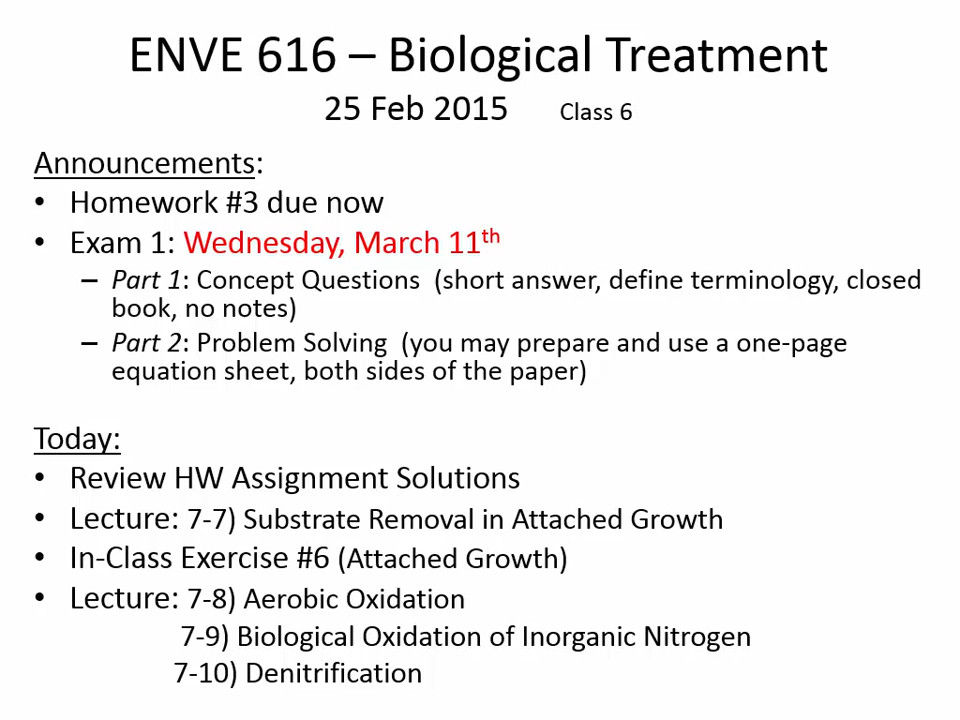 ENVE 616 – Biological Treatment
25 Feb 2015 Class 6
Announcements:
• Homework #3 due now
• Exam 1: Wednesday, March 11th
– Part 1: Concept Questions (short answer, define terminology, closed
book, no notes)
– Part 2: Problem Solving (you may prepare and use a one-page
equation sheet, both sides of the paper)
Today:
• Review HW Assignment Solutions
• Lecture: 7-7) Substrate Removal in Attached Growth
• In-Class Exercise #6 (Attached Growth)
• Lecture: 7-8) Aerobic Oxidation
7-9) Biological Oxidation of Inorganic Nitrogen
7-10) Denitrification